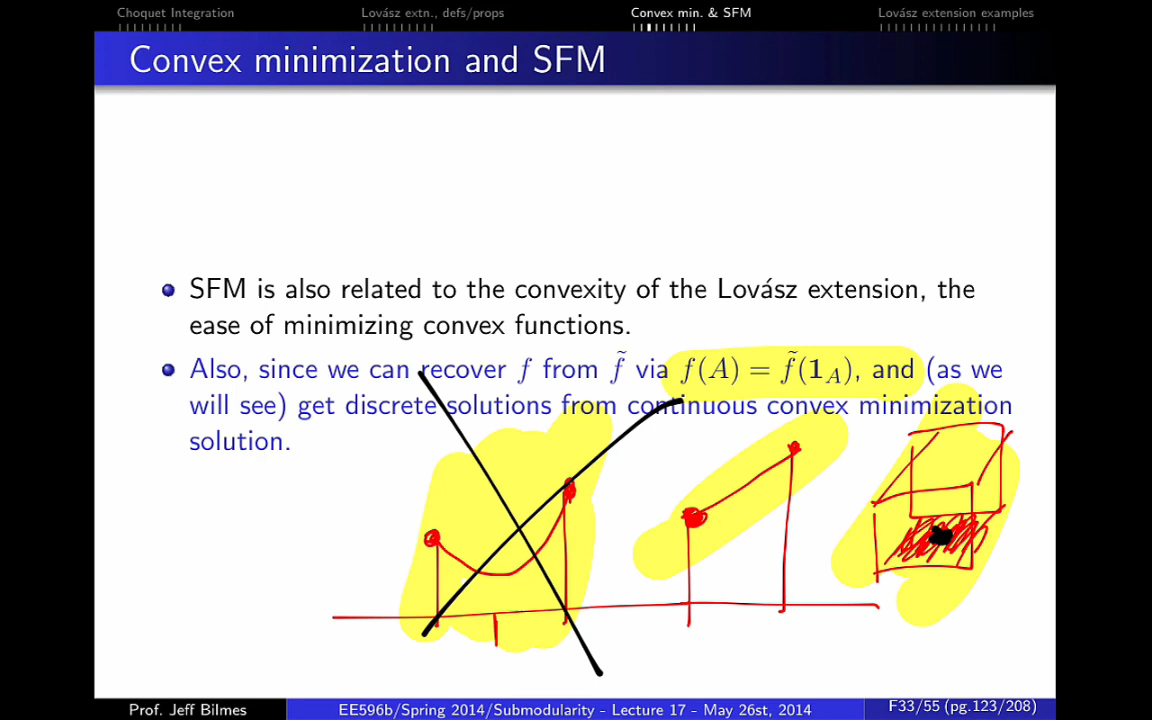 Choquet Integration Lovász extn., defs/props Convex min. & SFM Lovász extension examples
Convex minimization and SFM
SFM is also related to the convexity of the Lovász extension, the
ease of minimizing convex functions.
Also, since we can recover f from f̃ via f(A) = f̃(1_A), and (as we
will see) get discrete solutions from continuous convex minimization
solution.
Prof. Jeff Bilmes EE596b/Spring 2014/Submodularity - Lecture 17 - May 26st, 2014 F33/55 (pg.123/208)